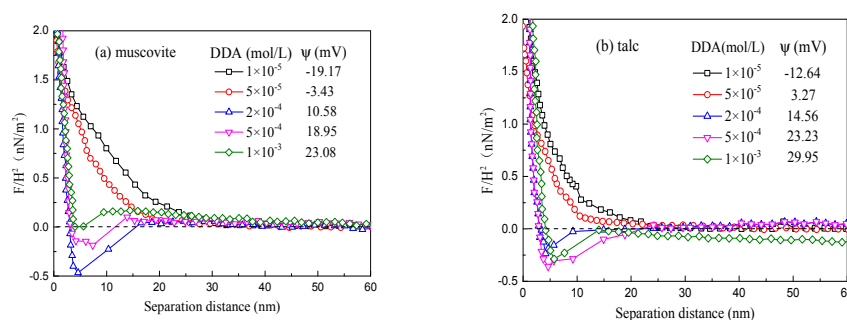 (a) muscovite DDA (mol/L) ψ (mV)
1×10⁻⁵ -19.17
5×10⁻⁵ -3.43
2×10⁻⁴ 10.58
5×10⁻⁴ 18.95
1×10⁻³ 23.08
F/H² (nN/m²)
2.0
1.5
1.0
0.5
0.0
-0.5
0 10 20 30 40 50 60
Separation distance (nm)
(b) talc DDA(mol/L) ψ (mV)
1×10⁻⁵ -12.64
5×10⁻⁵ 3.27
2×10⁻⁴ 14.56
5×10⁻⁴ 23.23
1×10⁻³ 29.95
F/H² (nN/m²)
2.0
1.5
1.0
0.5
0.0
-0.5
0 10 20 30 40 50 60
Separation distance (nm)